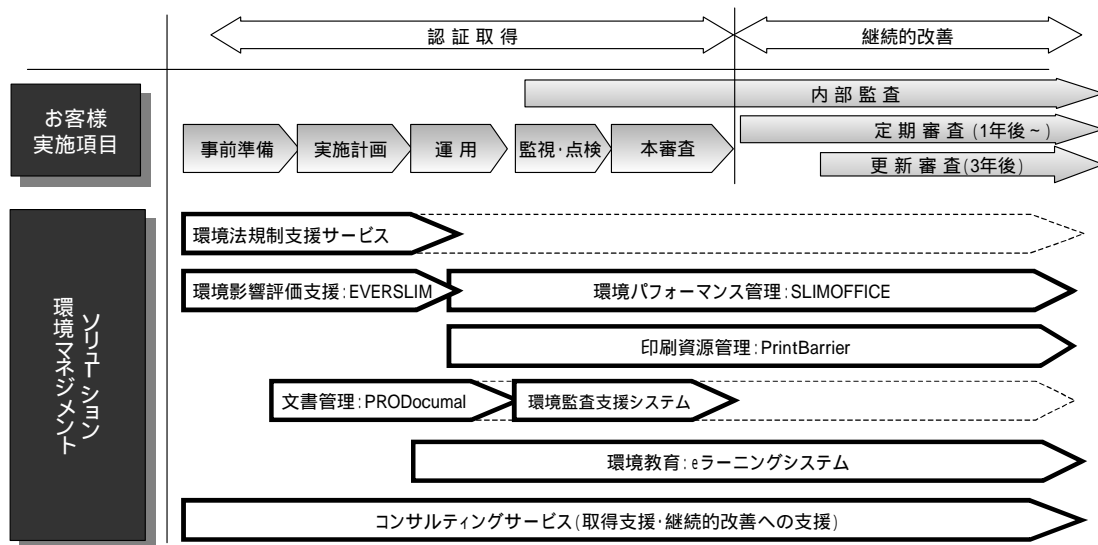 認証取得
継続的改善
お客様
実施項目
内部監査
定期審査(1年後~)
更新審査(3年後)
事前準備
実施計画
運用
監視・点検
本審査
環境マネジメント
ソリューション
環境法規制支援サービス
環境影響評価支援:EVERSLIM
環境パフォーマンス管理:SLIMOFFICE
印刷資源管理:PrintBarrier
文書管理:PRODocumal
環境監査支援システム
環境教育:eラーニングシステム
コンサルティングサービス(取得支援・継続的改善への支援)